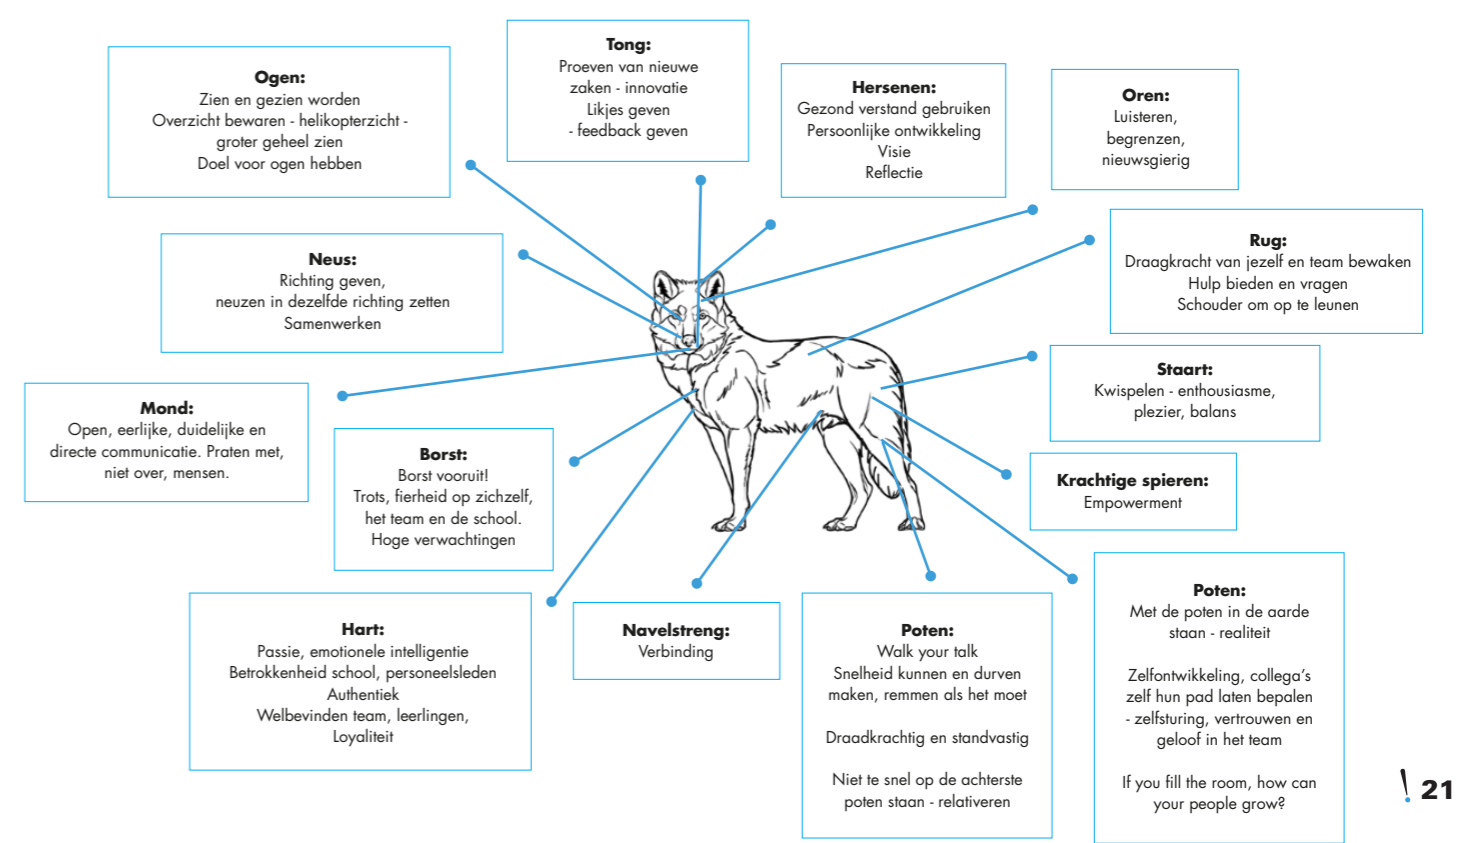 Ogen:
Zien en gezien worden
Overzicht bewaren - helikopterzicht -
groter geheel zien
Doel voor ogen hebben
Tong:
Proeven van nieuwe
zaken - innovatie
Likjes geven
- feedback geven
Hersenen:
Gezond verstand gebruiken
Persoonlijke ontwikkeling
Visie
Reflectie
Oren:
Luisteren,
begrenzen,
nieuwsgierig
Neus:
Richting geven,
neuzen in dezelfde richting zetten
Samenwerken
Rug:
Draagkracht van jezelf en team bewaken
Hulp bieden en vragen
Schouder om op te leunen
Mond:
Open, eerlijke, duidelijke en
directe communicatie. Praten met,
niet over, mensen.
Borst:
Borst vooruit!
Trots, fierheid op zichzelf,
het team en de school.
Hoge verwachtingen
Staart:
Kwispelen - enthousiasme,
plezier, balans
Krachtige spieren:
Empowerment
Hart:
Passie, emotionele intelligentie
Betrokkenheid school, personeelsleden
Authentiek
Welbevinden team, leerlingen,
Loyaliteit
Navelstreng:
Verbinding
Poten:
Walk your talk
Snelheid kunnen en durven
maken, remmen als het moet
Draadkrachtig en standvastig
Niet te snel op de achterste
poten staan - relativeren
Poten:
Met de poten in de aarde
staan - realiteit
Zelfontwikkeling, collega's
zelf hun pad laten bepalen
- zelfsturing, vertrouwen en
geloof in het team
If you fill the room, how can
your people grow?
! 21